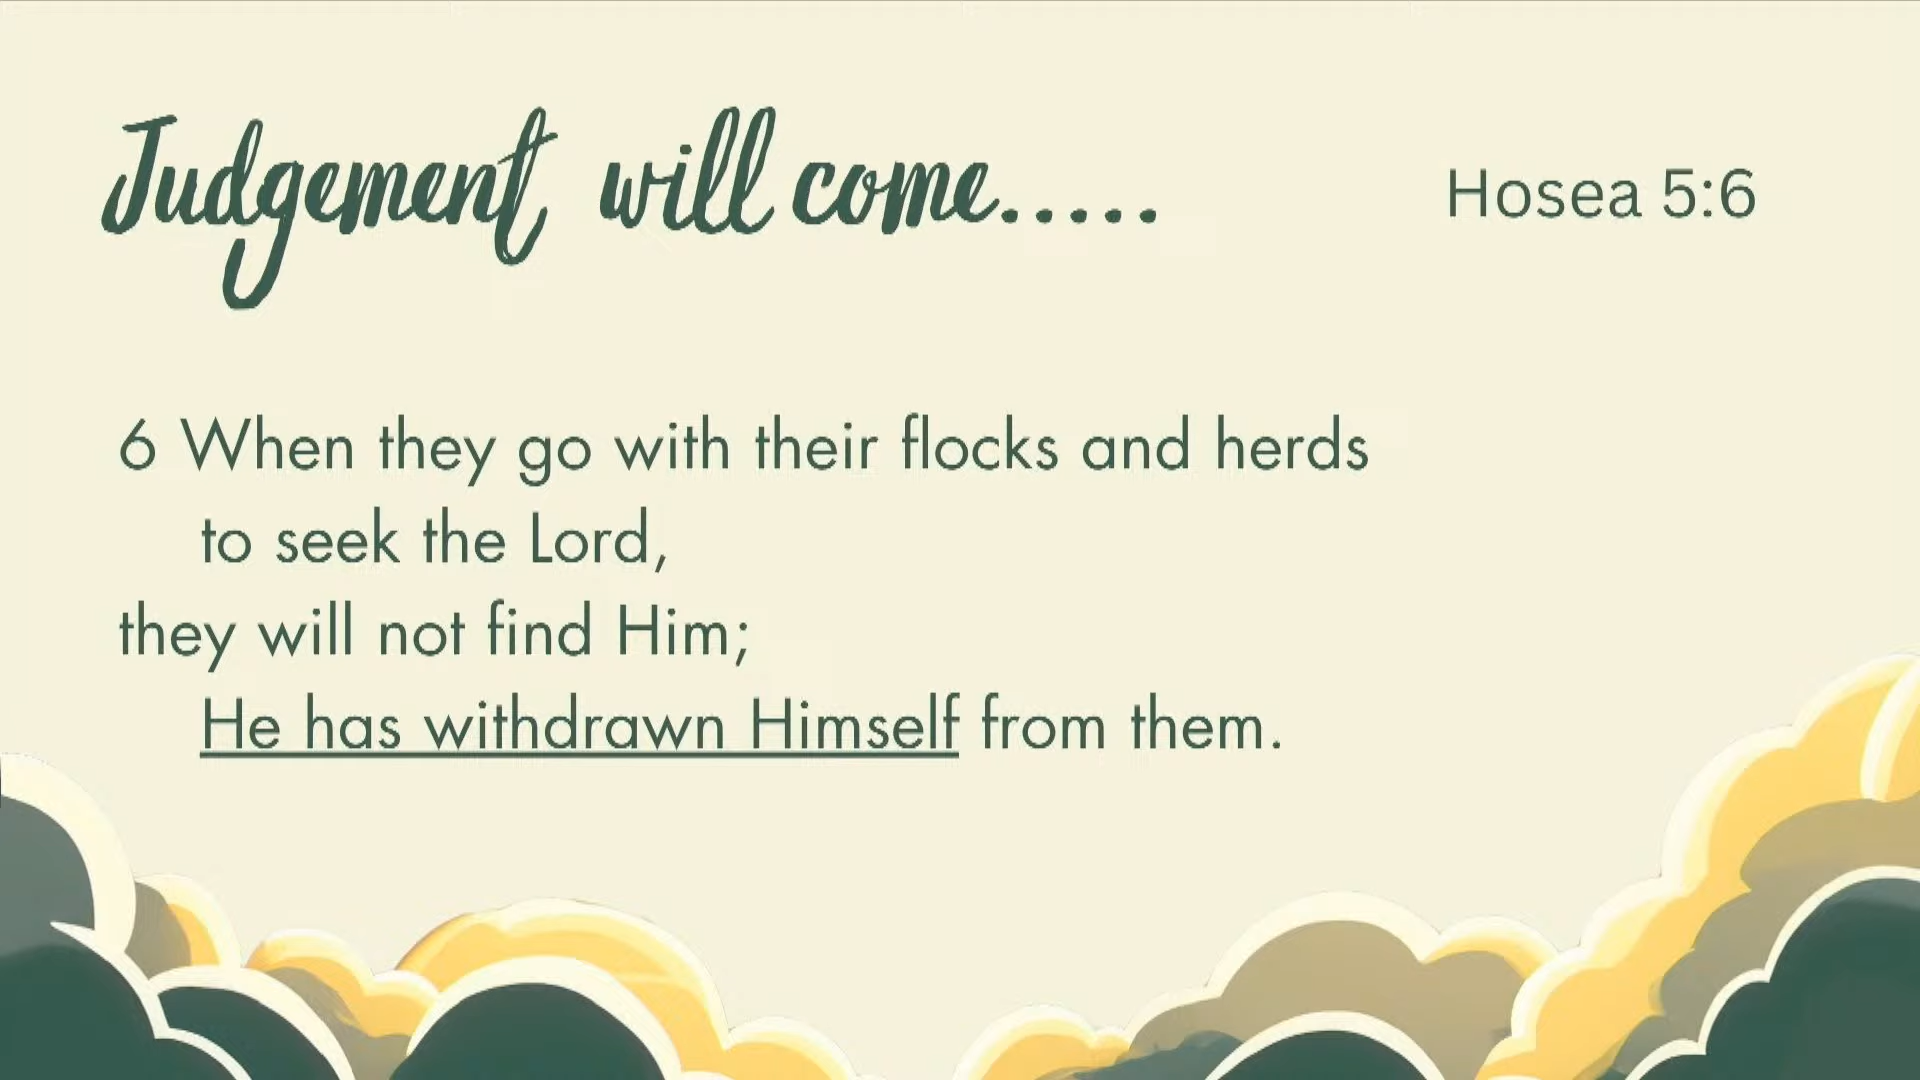 Judgement will come.....
Hosea 5:6
6 When they go with their flocks and herds
to seek the Lord,
they will not find Him;
He has withdrawn Himself from them.